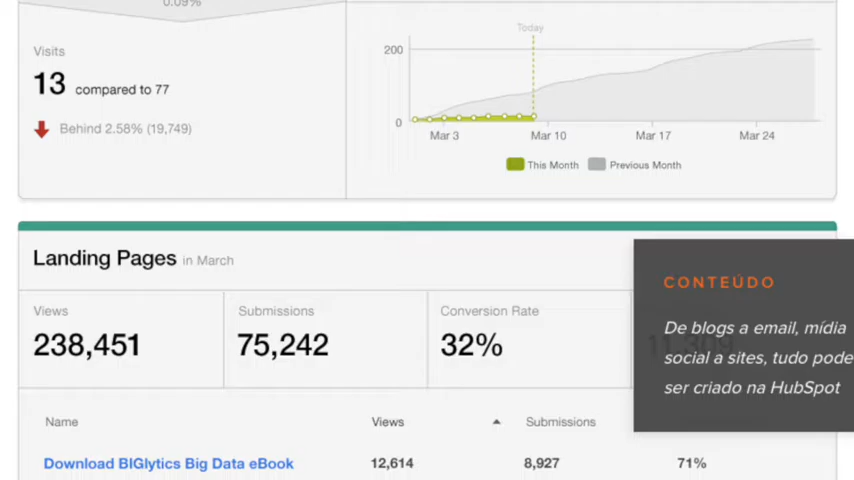 0.09%
Visits
13 compared to 77
Behind 2.58% (19,749)
Today
200
0
Mar 3 Mar 10 Mar 17 Mar 24
This Month Previous Month
Landing Pages in March
Views Submissions Conversion Rate
238,451 75,242 32% 11,309
CONTEÚDO
De blogs a email, mídia
social a sites, tudo pode
ser criado na HubSpot
Name Views Submissions
Download BIGlytics Big Data eBook 12,614 8,927 71%